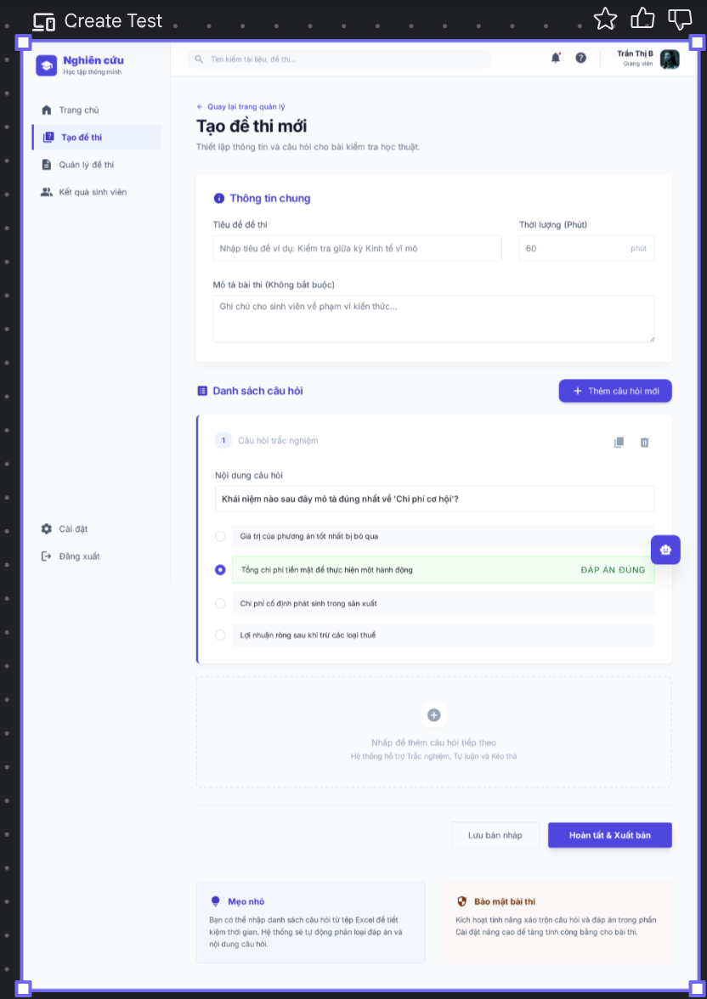 Create Test
Nghiên cứu
Học tập thông minh
Tìm kiếm tài liệu, đề thi...
Trần Thị B
Giảng viên
Trang chủ
Tạo đề thi
Quản lý đề thi
Kết quả sinh viên
Cài đặt
Đăng xuất
← Quay lại trang quản lý
Tạo đề thi mới
Thiết lập thông tin và câu hỏi cho bài kiểm tra học thuật.
Thông tin chung
Tiêu đề đề thi
Thời lượng (Phút)
Nhập tiêu đề ví dụ: Kiểm tra giữa kỳ Kinh tế vĩ mô
60
phút
Mô tả bài thi (Không bắt buộc)
Ghi chú cho sinh viên về phạm vi kiến thức...
Danh sách câu hỏi
+ Thêm câu hỏi mới
1 Câu hỏi trắc nghiệm
Nội dung câu hỏi
Khái niệm nào sau đây mô tả đúng nhất về 'Chi phí cơ hội'?
Giá trị của phương án tốt nhất bị bỏ qua
Tổng chi phí tiền mặt để thực hiện một hành động
ĐÁP ÁN ĐÚNG
Chi phí cố định phát sinh trong sản xuất
Lợi nhuận ròng sau khi trừ các loại thuế
Nhấp để thêm câu hỏi tiếp theo
Hệ thống hỗ trợ Trắc nghiệm, Tự luận và Kéo thả
Lưu bản nháp
Hoàn tất & Xuất bản
Mẹo nhỏ
Bạn có thể nhập danh sách câu hỏi từ tệp Excel để tiết
kiệm thời gian. Hệ thống sẽ tự động phân loại đáp án và
nội dung câu hỏi.
Bảo mật bài thi
Kích hoạt tính năng xáo trộn câu hỏi và đáp án trong phần
Cài đặt nâng cao để tăng tính công bằng cho bài thi.